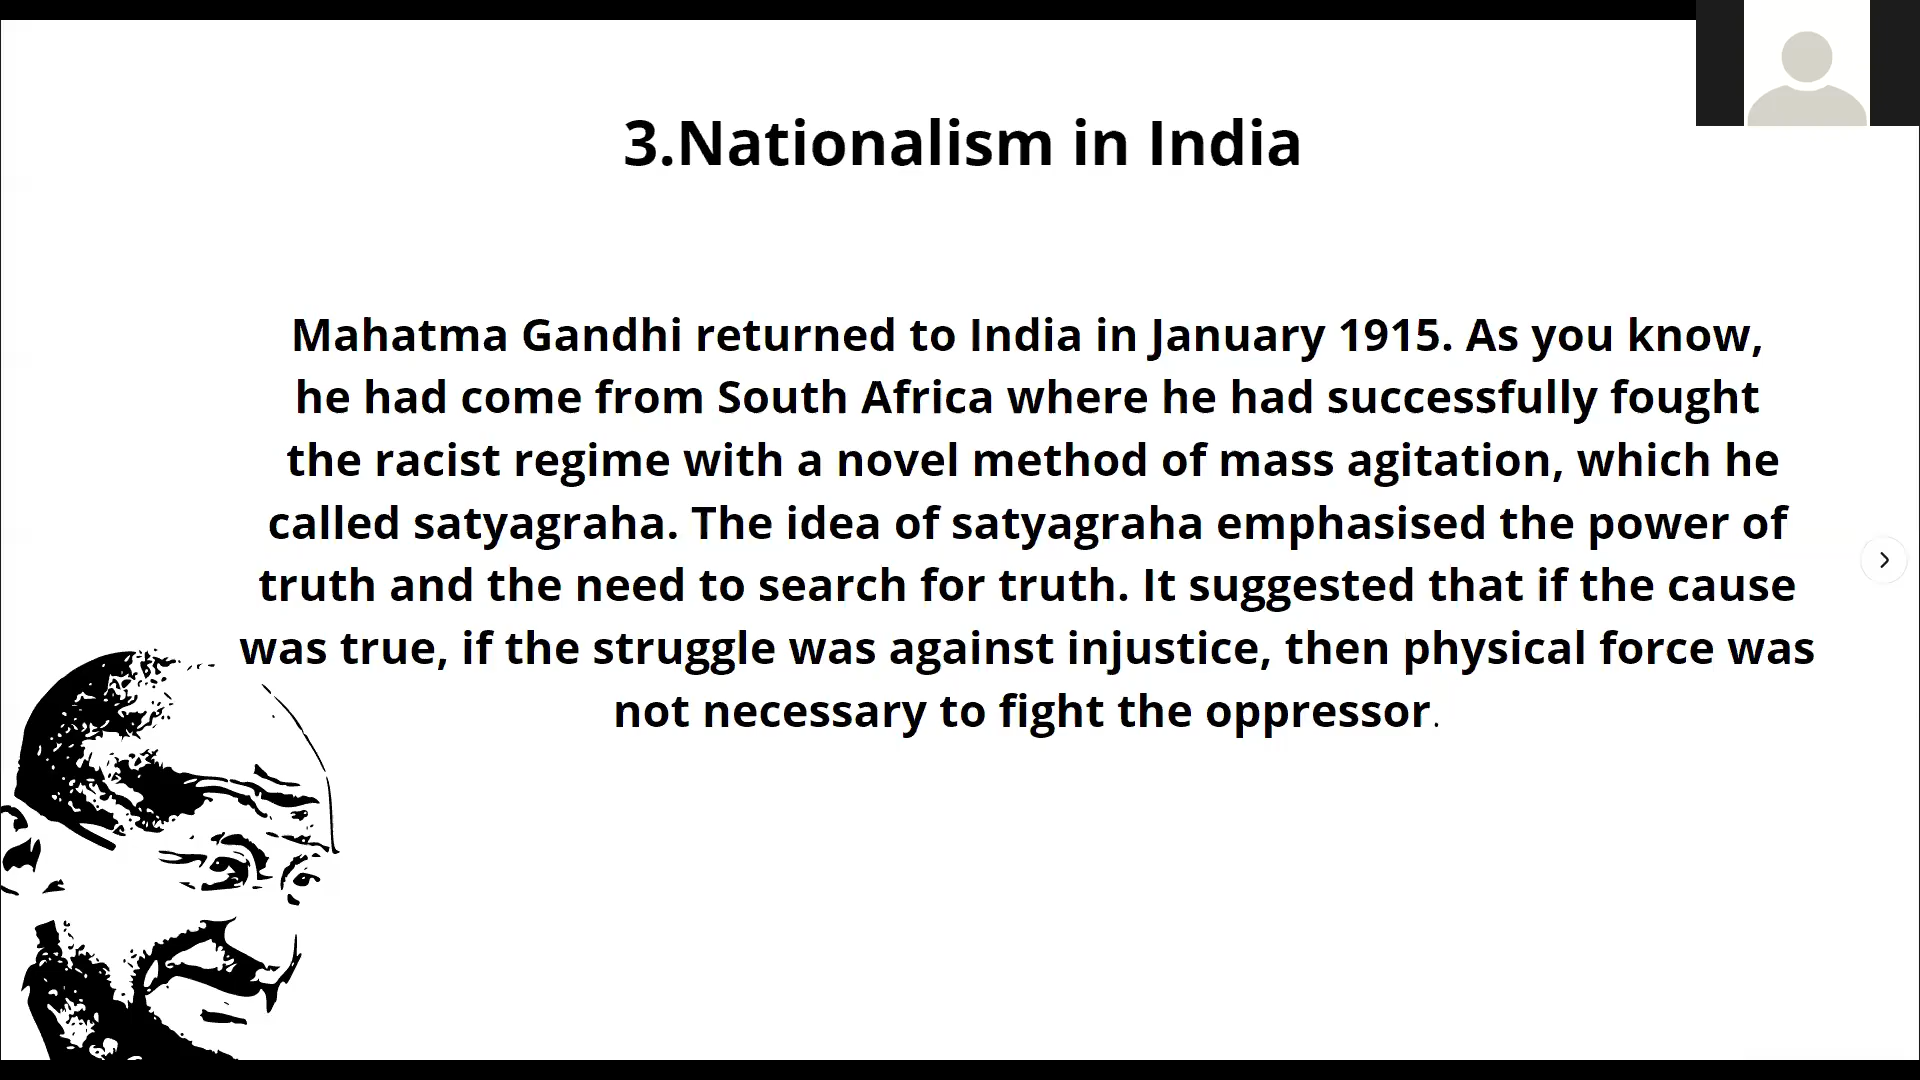 3.Nationalism in India
Mahatma Gandhi returned to India in January 1915. As you know,
he had come from South Africa where he had successfully fought
the racist regime with a novel method of mass agitation, which he
called satyagraha. The idea of satyagraha emphasised the power of
truth and the need to search for truth. It suggested that if the cause
was true, if the struggle was against injustice, then physical force was
not necessary to fight the oppressor.